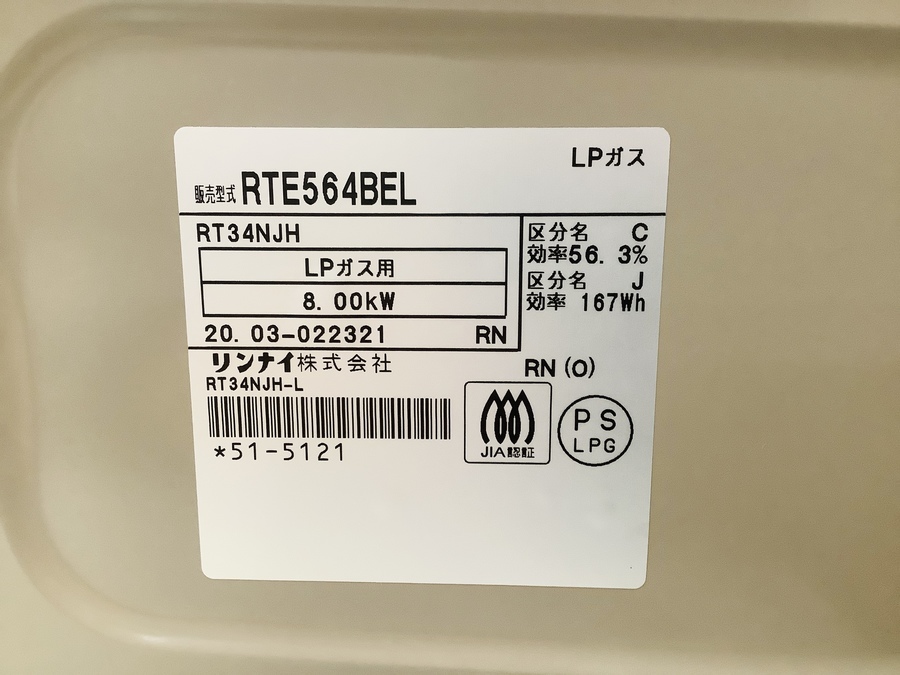 LPガス
販売型式 RTE564BEL
RT34NJH
LPガス用
8.00kW
20.03-022321 RN
区分名 C
効率56.3%
区分名 J
効率 167Wh
リンナイ株式会社
RN(O)
RT34NJH-L
*51-5121
JIA認証
PS
LPG